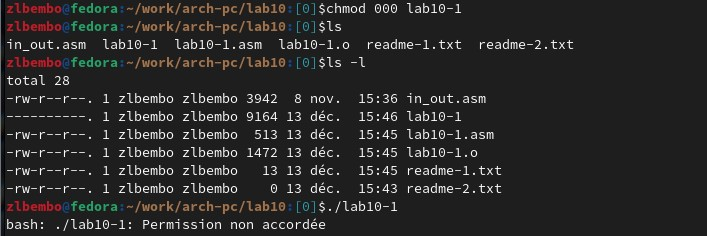 zlbembo@fedora:~/work/arch-pc/lab10:[0]$chmod 000 lab10-1
zlbembo@fedora:~/work/arch-pc/lab10:[0]$ls
in_out.asm  lab10-1  lab10-1.asm  lab10-1.o  readme-1.txt  readme-2.txt
zlbembo@fedora:~/work/arch-pc/lab10:[0]$ls -l
total 28
-rw-r--r--. 1 zlbembo zlbembo 3942  8 nov.  15:36 in_out.asm
----------. 1 zlbembo zlbembo 9164 13 déc.  15:46 lab10-1
-rw-r--r--. 1 zlbembo zlbembo  513 13 déc.  15:45 lab10-1.asm
-rw-r--r--. 1 zlbembo zlbembo 1472 13 déc.  15:45 lab10-1.o
-rw-r--r--. 1 zlbembo zlbembo   13 13 déc.  15:45 readme-1.txt
-rw-r--r--. 1 zlbembo zlbembo    0 13 déc.  15:43 readme-2.txt
zlbembo@fedora:~/work/arch-pc/lab10:[0]$./lab10-1
bash: ./lab10-1: Permission non accordée